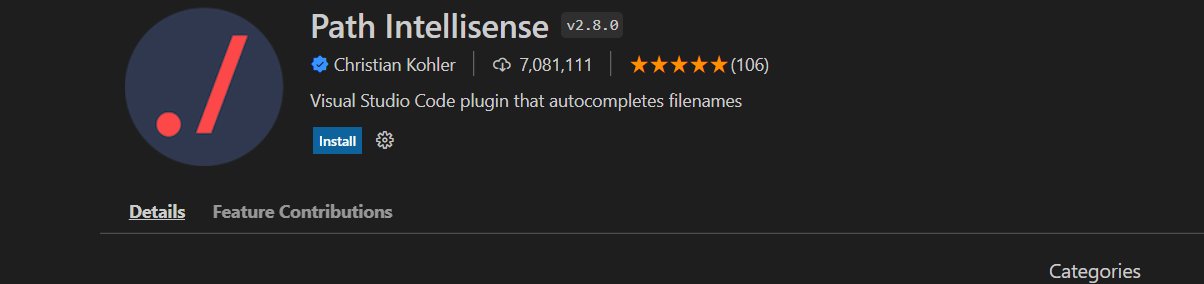 Path Intellisense v2.8.0
Christian Kohler 7,081,111 (106)
Visual Studio Code plugin that autocompletes filenames
Install
Details Feature Contributions
Categories